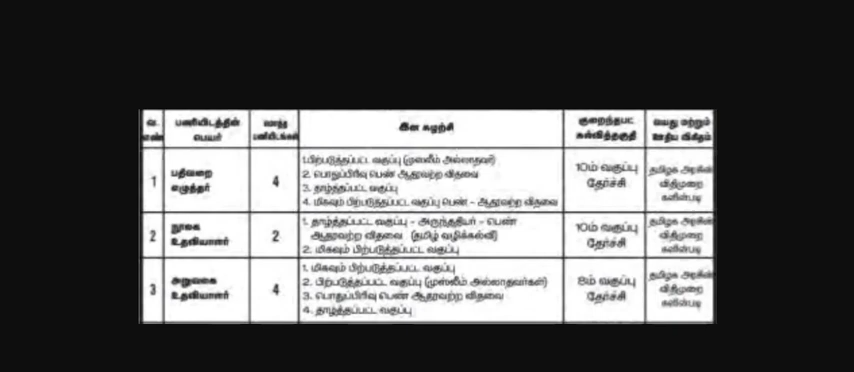 வ. எண்
பணியிடத்தின் பெயர்
மொத்த பணியிடங்கள்
இன சுழற்சி
குறைந்தபட்ச கல்வித்தகுதி
வயது மற்றும் ஊதிய விகிதம்
1
பதிவறை எழுத்தர்
4
1.பிற்படுத்தப்பட்ட வகுப்பு (முஸ்லீம் அல்லாதவர்)
2. பொதுப்பிரிவு பெண் ஆதரவற்ற விதவை
3. தாழ்த்தப்பட்ட வகுப்பு
4. மிகவும் பிற்படுத்தப்பட்ட வகுப்பு பெண் - ஆதரவற்ற விதவை
10ம் வகுப்பு தேர்ச்சி
தமிழக அரசின் விதிமுறை களின்படி
2
நூலக உதவியாளர்
2
1. தாழ்த்தப்பட்ட வகுப்பு - அருந்ததியர் - பெண்
ஆதரவற்ற விதவை (தமிழ் வழிக்கல்வி)
2. மிகவும் பிற்படுத்தப்பட்ட வகுப்பு
10ம் வகுப்பு தேர்ச்சி
தமிழக அரசின் விதிமுறை களின்படி
3
அலுவலக உதவியாளர்
4
1. மிகவும் பிற்படுத்தப்பட்ட வகுப்பு
2. பிற்படுத்தப்பட்ட வகுப்பு (முஸ்லீம் அல்லாதவர்கள்)
3. பொதுப்பிரிவு பெண் ஆதரவற்ற விதவை
4. தாழ்த்தப்பட்ட வகுப்பு
8ம் வகுப்பு தேர்ச்சி
தமிழக அரசின் விதிமுறை களின்படி